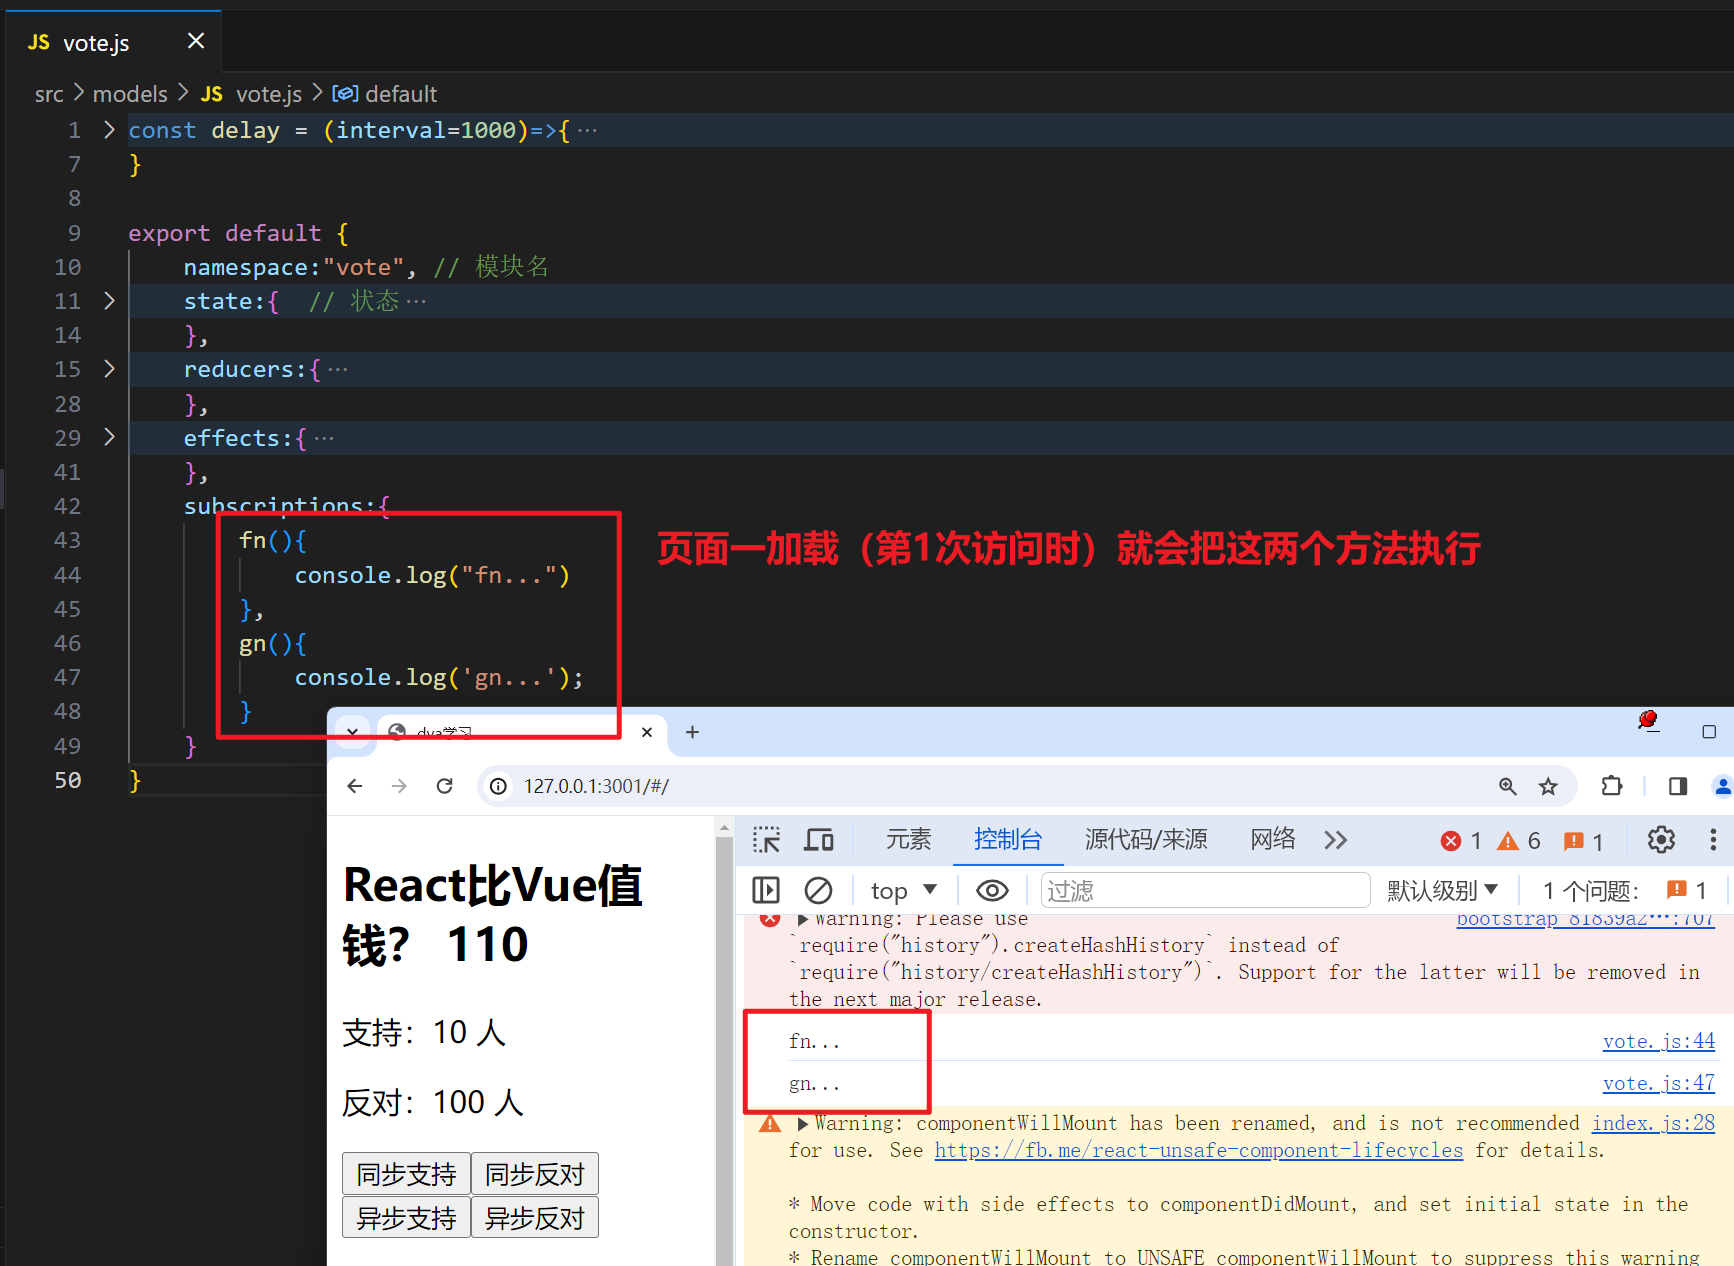 JS vote.js
src > models > JS vote.js > default
1 const delay = (interval=1000)=>{ ···
7 }
8
9 export default {
10 namespace:"vote", // 模块名
11 state:{  // 状态 ···
14 },
15 reducers:{ ···
28 },
29 effects:{ ···
41 },
42 subscriptions:{
43 fn(){
44 console.log("fn...")
45 },
46 gn(){
47 console.log('gn...');
48 }
49 }
50 }
页面一加载（第1次访问时）就会把这两个方法执行
dva学习
127.0.0.1:3001/#/
React比Vue值
钱？ 110
支持：10 人
反对：100 人
同步支持 同步反对
异步支持 异步反对
元素 控制台 源代码/来源 网络 1 6 1
top 过滤 默认级别 1 个问题： 1
Warning: Please use bootstrap 81839a2···:707
`require("history").createHashHistory` instead of
`require("history/createHashHistory")`. Support for the latter will be removed in
the next major release.
fn... vote.js:44
gn... vote.js:47
Warning: componentWillMount has been renamed, and is not recommended index.js:28
for use. See https://fb.me/react-unsafe-component-lifecycles for details.
* Move code with side effects to componentDidMount, and set initial state in the
constructor.
* Rename componentWillMount to UNSAFE_componentWillMount to suppress this warning